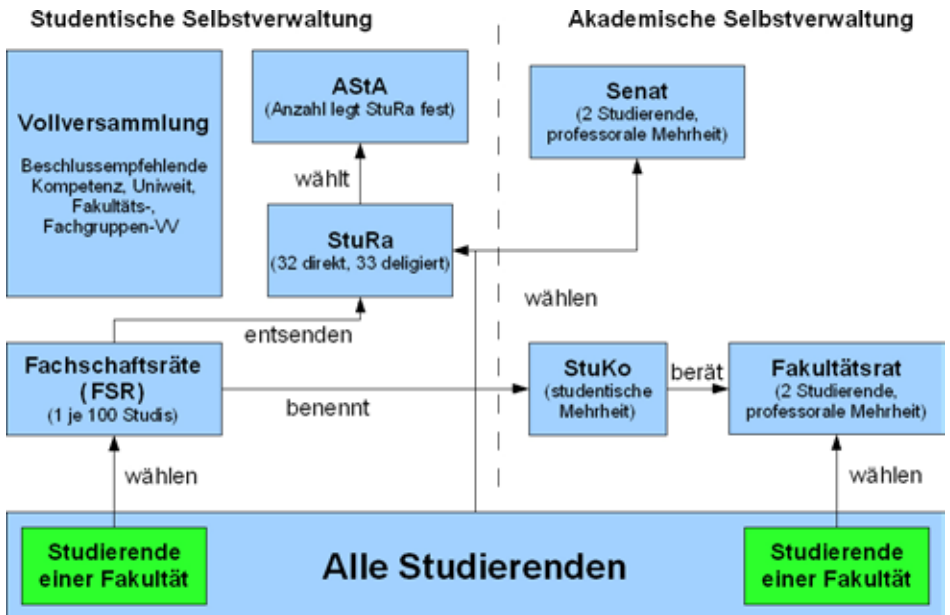 Studentische Selbstverwaltung
Akademische Selbstverwaltung
Vollversammlung
Beschlussempfehlende
Kompetenz, Uniweit,
Fakultäts-,
Fachgruppen-VV
AStA
(Anzahl legt StuRa fest)
wählt
StuRa
(32 direkt, 33 deligiert)
Senat
(2 Studierende,
professorale Mehrheit)
wählen
entsenden
Fachschaftsräte
(FSR)
(1 je 100 Studis)
benennt
StuKo
(studentische
Mehrheit)
berät
Fakultätsrat
(2 Studierende,
professorale Mehrheit)
wählen
wählen
Studierende
einer Fakultät
Alle Studierenden
Studierende
einer Fakultät